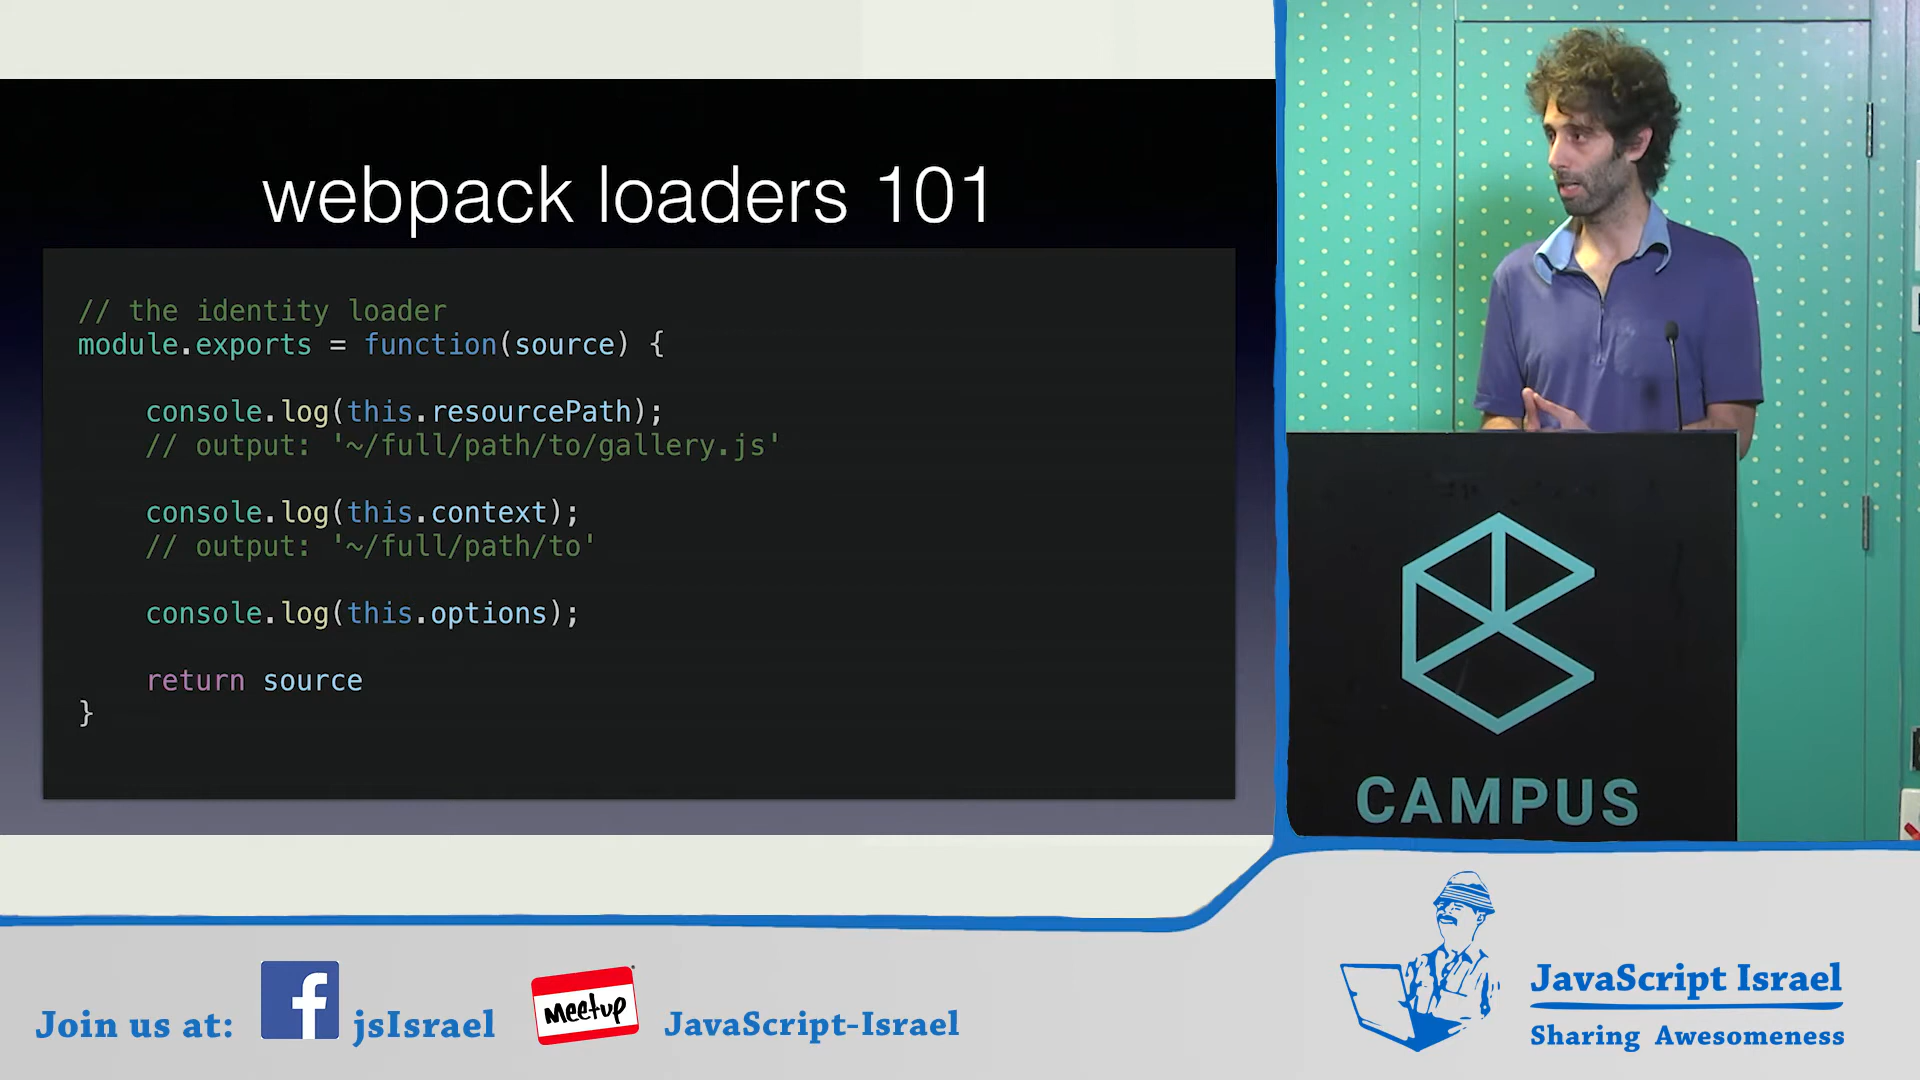 webpack loaders 101
// the identity loader
module.exports = function(source) {
console.log(this.resourcePath);
// output: '~/full/path/to/gallery.js'
console.log(this.context);
// output: '~/full/path/to'
console.log(this.options);
return source
}
CAMPUS
Join us at:
f
jsIsrael
Meetup
JavaScript-Israel
JavaScript Israel
Sharing Awesomeness